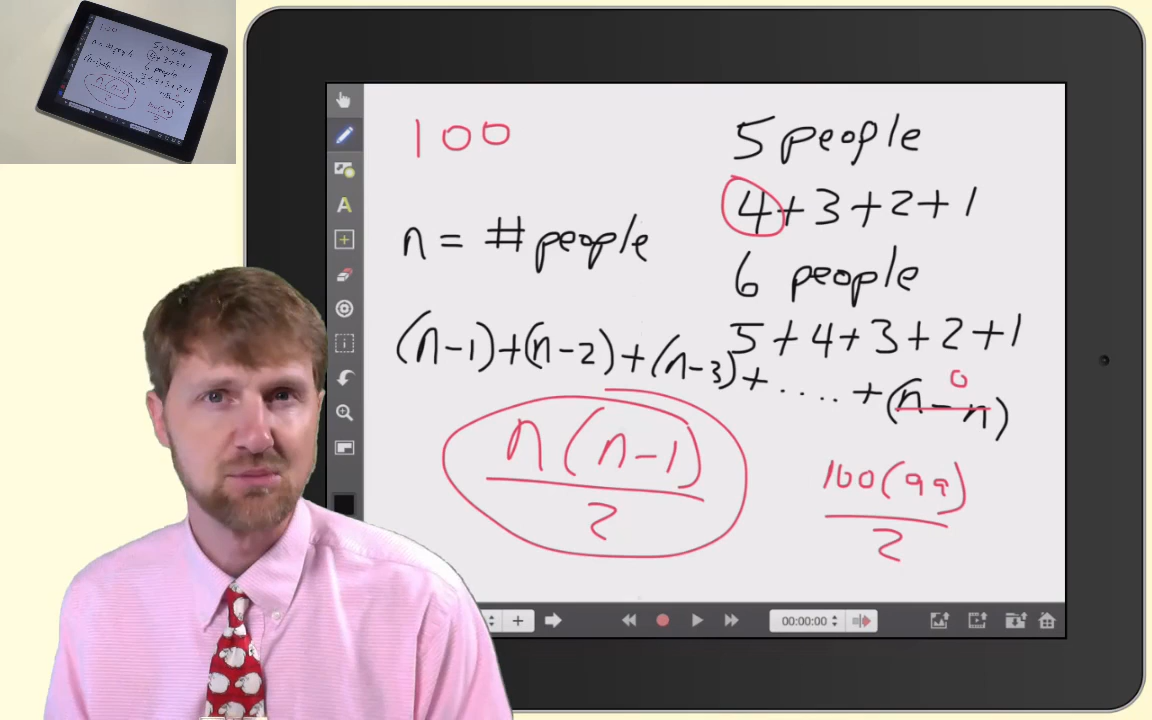 100
5 people
4+3+2+1
n = #people
6 people
5+4+3+2+1
(n-1)+(n-2)+(n-3)+....+(n-n)
0
n(n-1)
2
100(99)
2
A
00:00:00